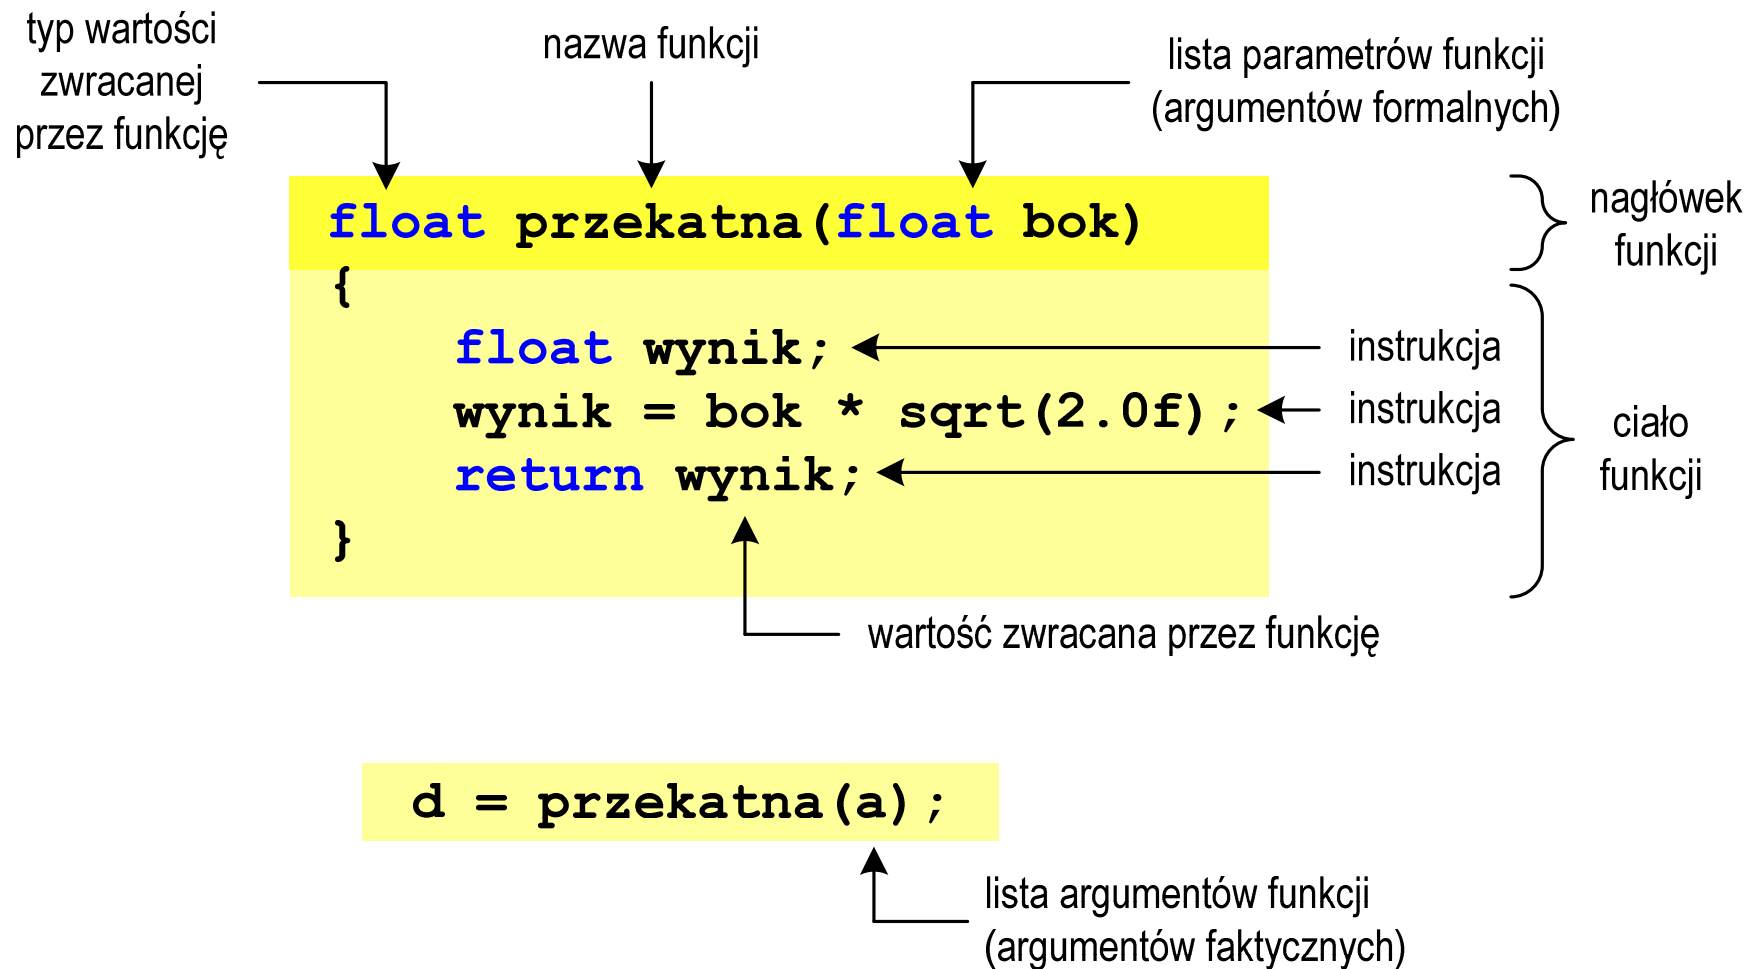 typ wartości
zwracanej
przez funkcję
nazwa funkcji
lista parametrów funkcji
(argumentów formalnych)
float przekatna(float bok)
nagłówek
funkcji
{
float wynik;
instrukcja
wynik = bok * sqrt(2.0f);
instrukcja
return wynik;
instrukcja
}
ciało
funkcji
wartość zwracana przez funkcję
d = przekatna(a);
lista argumentów funkcji
(argumentów faktycznych)